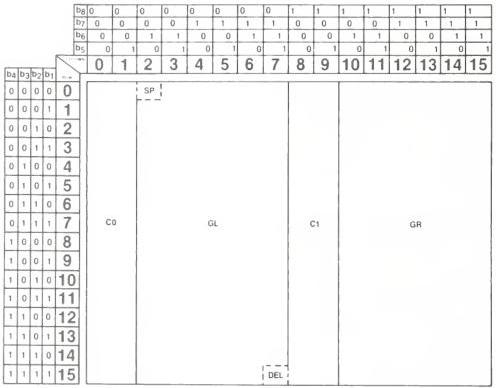 b8 0 0 0 0 0 0 0 0 1 1 1 1 1 1 1 1
b7 0 0 0 0 1 1 1 1 0 0 0 0 1 1 1 1
b6 0 0 1 1 0 0 1 1 0 0 1 1 0 0 1 1
b5 0 1 0 1 0 1 0 1 0 1 0 1 0 1 0 1
0 1 2 3 4 5 6 7 8 9 10 11 12 13 14 15
b4 b3 b2 b1
0 0 0 0 0 SP
0 0 0 1 1
0 0 1 0 2
0 0 1 1 3
0 1 0 0 4
0 1 0 1 5
0 1 1 0 6
0 1 1 1 7 C0 GL C1 GR
1 0 0 0 8
1 0 0 1 9
1 0 1 0 10
1 0 1 1 11
1 1 0 0 12
1 1 0 1 13
1 1 1 0 14
1 1 1 1 15 DEL